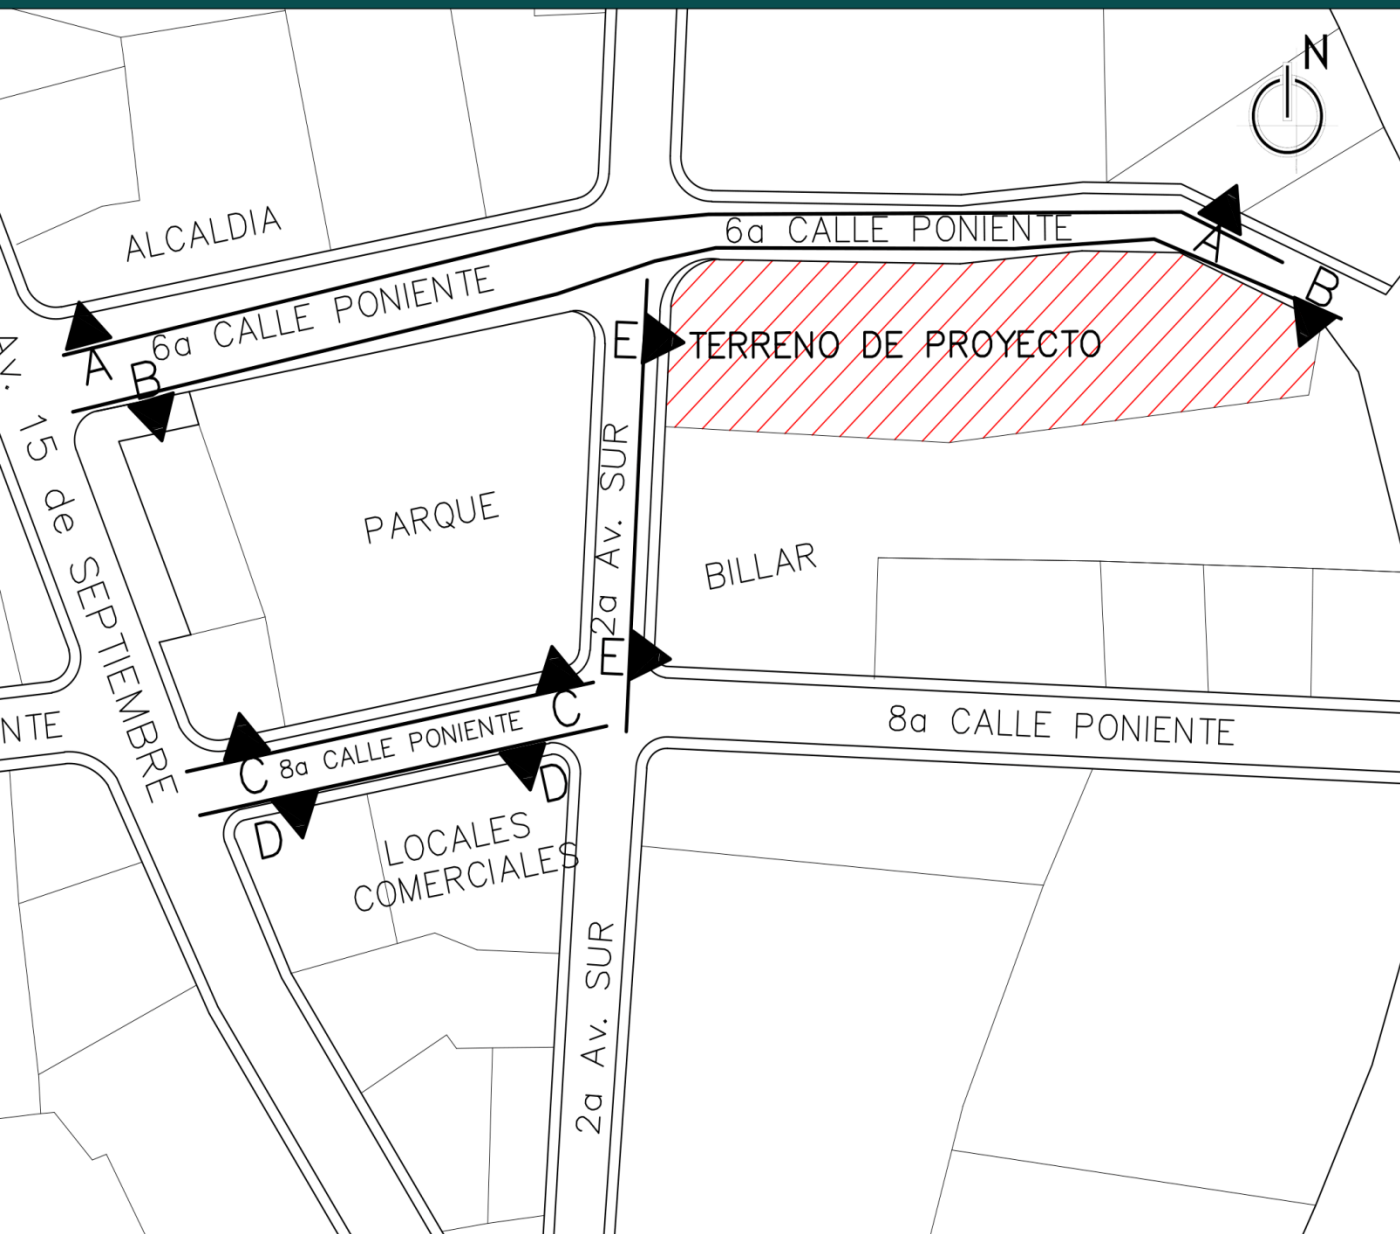 N
ALCALDIA
6a CALLE PONIENTE
6a CALLE PONIENTE
A
B
A
B
E
TERRENO DE PROYECTO
AV. 15 de SEPTIEMBRE
PARQUE
2a Av. SUR
BILLAR
E
C
8a CALLE PONIENTE
C
NTE
8a CALLE PONIENTE
D
D
LOCALES
COMERCIALES
2a Av. SUR